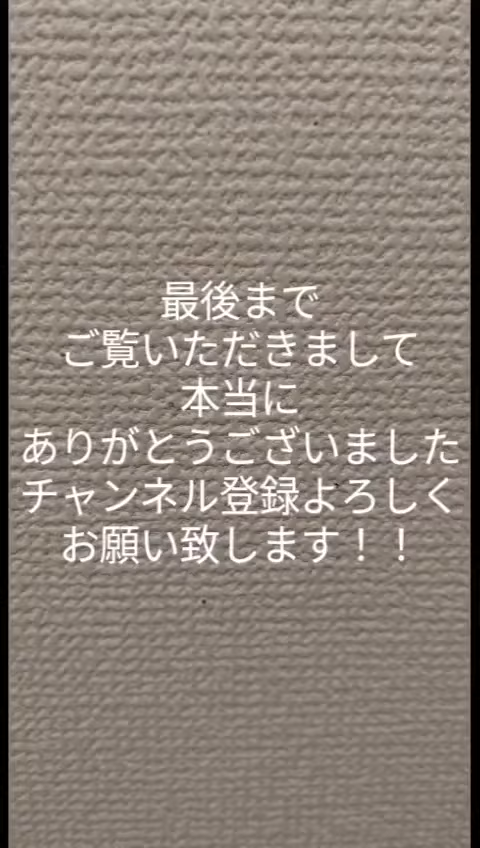 最後まで
ご覧いただきまして
本当に
ありがとうございました
チャンネル登録よろしく
お願い致します！！